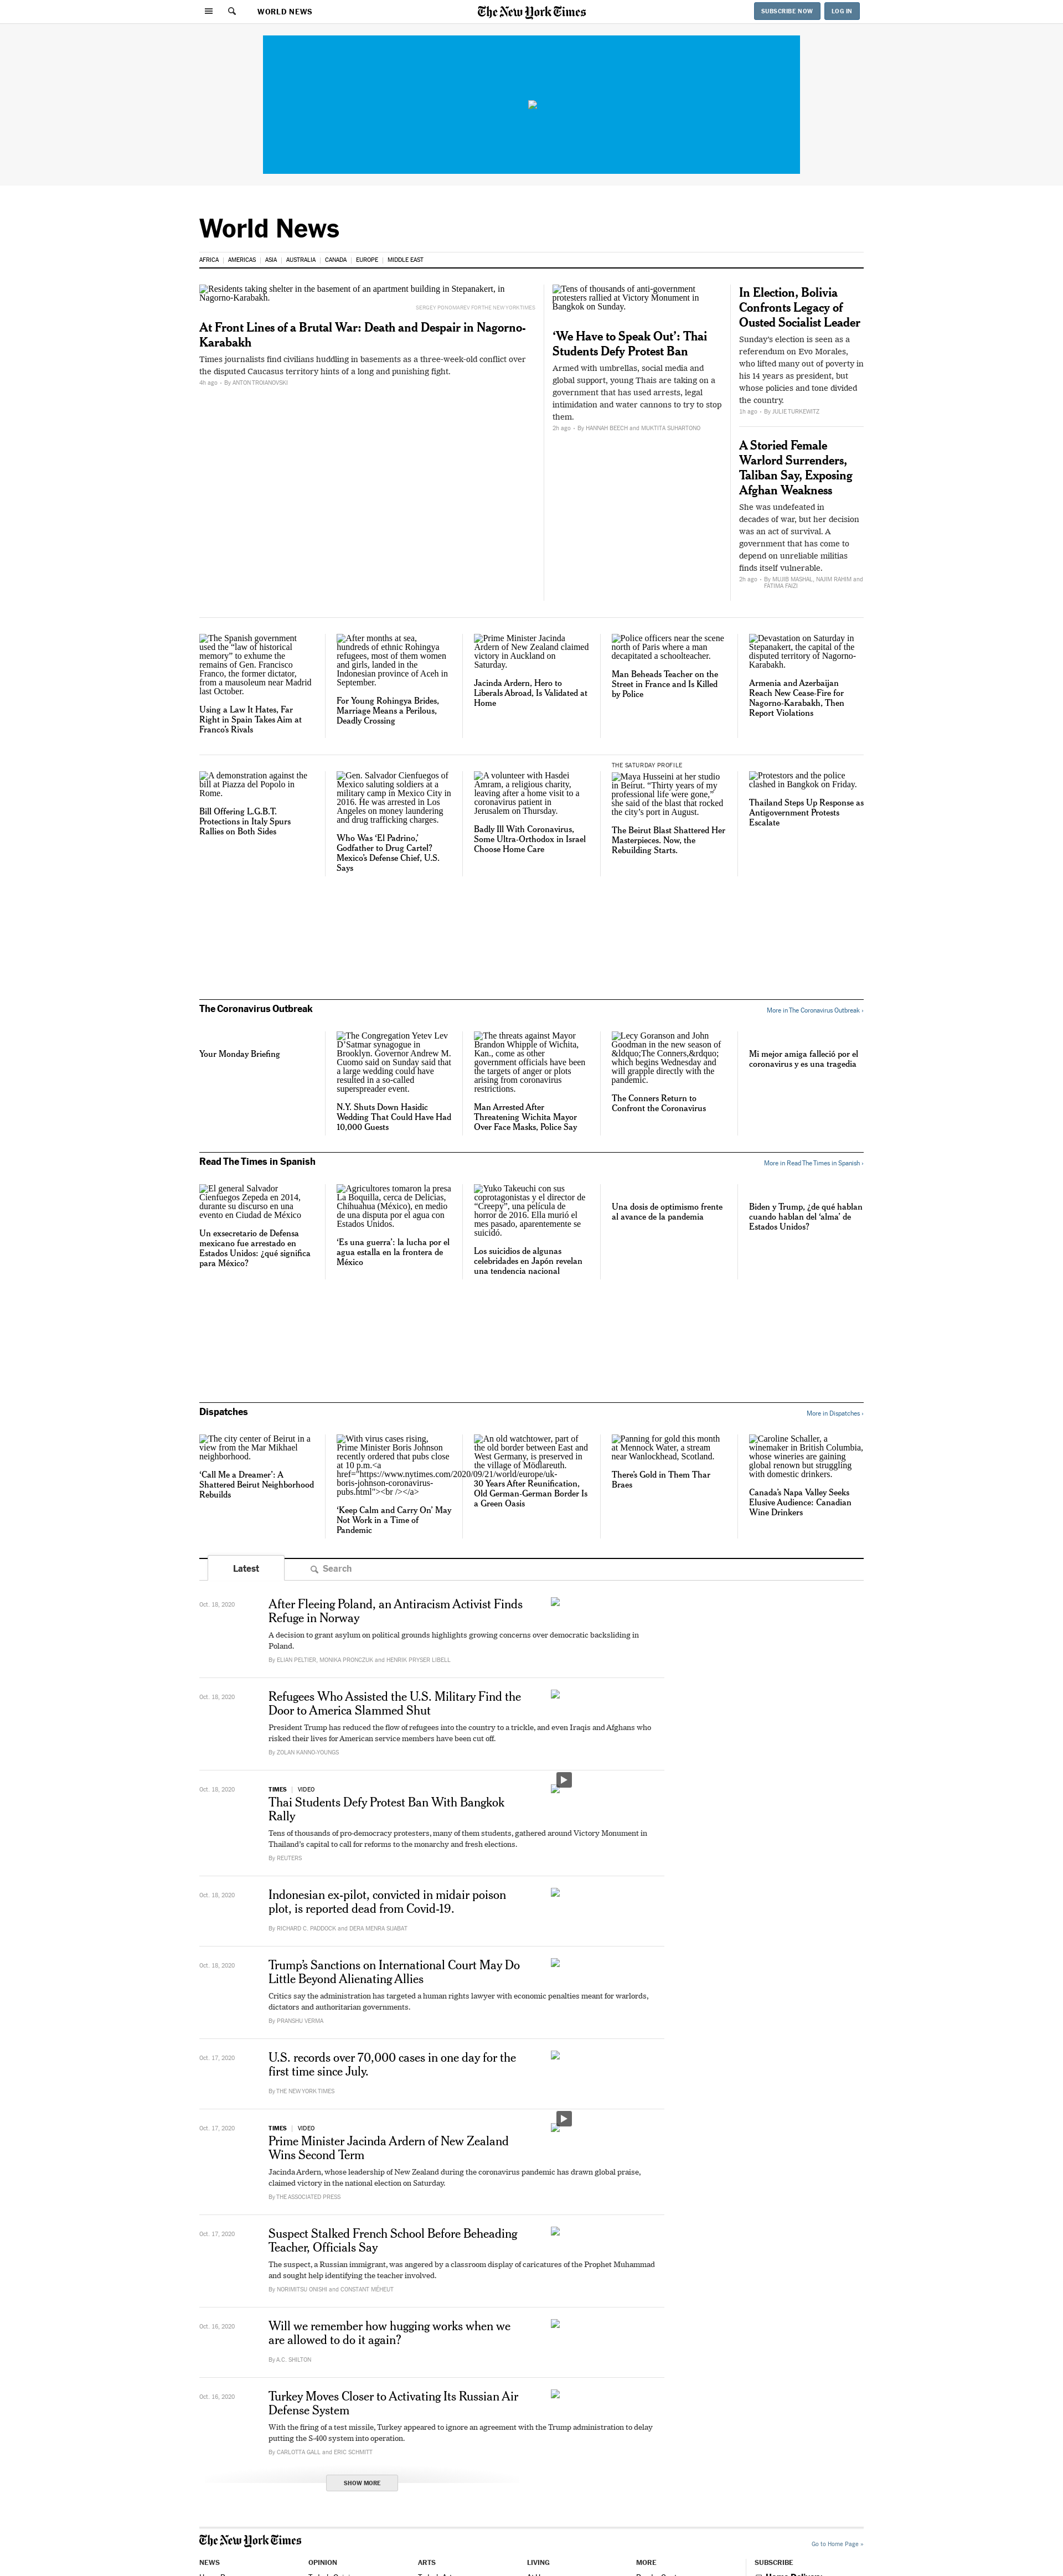 WORLD NEWS
The New York Times
SUBSCRIBE NOW
LOG IN
World News
AFRICA
AMERICAS
ASIA
AUSTRALIA
CANADA
EUROPE
MIDDLE EAST
Residents taking shelter in the basement of an apartment building in Stepanakert, in
Nagorno-Karabakh.
SERGEY PONOMAREV FOR THE NEW YORK TIMES
At Front Lines of a Brutal War: Death and Despair in Nagorno-
Karabakh
Times journalists find civilians huddling in basements as a three-week-old conflict over
the disputed Caucasus territory hints of a long and punishing fight.
4h ago · By ANTON TROIANOVSKI
Tens of thousands of anti-government
protesters rallied at Victory Monument in
Bangkok on Sunday.
‘We Have to Speak Out’: Thai
Students Defy Protest Ban
Armed with umbrellas, social media and
global support, young Thais are taking on a
government that has used arrests, legal
intimidation and water cannons to try to stop
them.
2h ago · By HANNAH BEECH and MUKTITA SUHARTONO
In Election, Bolivia
Confronts Legacy of
Ousted Socialist Leader
Sunday’s election is seen as a
referendum on Evo Morales,
who lifted many out of poverty in
his 14 years as president, but
whose policies and tone divided
the country.
1h ago · By JULIE TURKEWITZ
A Storied Female
Warlord Surrenders,
Taliban Say, Exposing
Afghan Weakness
She was undefeated in
decades of war, but her decision
was an act of survival. A
government that has come to
depend on unreliable militias
finds itself vulnerable.
2h ago · By MUJIB MASHAL, NAJIM RAHIM and
FATIMA FAIZI
The Spanish government
used the “law of historical
memory” to exhume the
remains of Gen. Francisco
Franco, the former dictator,
from a mausoleum near Madrid
last October.
Using a Law It Hates, Far
Right in Spain Takes Aim at
Franco’s Rivals
After months at sea,
hundreds of ethnic Rohingya
refugees, most of them women
and girls, landed in the
Indonesian province of Aceh in
September.
For Young Rohingya Brides,
Marriage Means a Perilous,
Deadly Crossing
Prime Minister Jacinda
Ardern of New Zealand claimed
victory in Auckland on
Saturday.
Jacinda Ardern, Hero to
Liberals Abroad, Is Validated at
Home
Police officers near the scene
north of Paris where a man
decapitated a schoolteacher.
Man Beheads Teacher on the
Street in France and Is Killed
by Police
Devastation on Saturday in
Stepanakert, the capital of the
disputed territory of Nagorno-
Karabakh.
Armenia and Azerbaijan
Reach New Cease-Fire for
Nagorno-Karabakh, Then
Report Violations
A demonstration against the
bill at Piazza del Popolo in
Rome.
Bill Offering L.G.B.T.
Protections in Italy Spurs
Rallies on Both Sides
Gen. Salvador Cienfuegos of
Mexico saluting soldiers at a
military camp in Mexico City in
2016. He was arrested in Los
Angeles on money laundering
and drug trafficking charges.
Who Was ‘El Padrino,’
Godfather to Drug Cartel?
Mexico’s Defense Chief, U.S.
Says
A volunteer with Hasdei
Amram, a religious charity,
leaving after a home visit to a
coronavirus patient in
Jerusalem on Thursday.
Badly Ill With Coronavirus,
Some Ultra-Orthodox in Israel
Choose Home Care
THE SATURDAY PROFILE
Maya Husseini at her studio
in Beirut. “Thirty years of my
professional life were gone,”
she said of the blast that rocked
the city’s port in August.
The Beirut Blast Shattered Her
Masterpieces. Now, the
Rebuilding Starts.
Protestors and the police
clashed in Bangkok on Friday.
Thailand Steps Up Response as
Antigovernment Protests
Escalate
The Coronavirus Outbreak
More in The Coronavirus Outbreak ›
Your Monday Briefing
The Congregation Yetev Lev
D’Satmar synagogue in
Brooklyn. Governor Andrew M.
Cuomo said on Sunday said that
a large wedding could have
resulted in a so-called
superspreader event.
N.Y. Shuts Down Hasidic
Wedding That Could Have Had
10,000 Guests
The threats against Mayor
Brandon Whipple of Wichita,
Kan., come as other
government officials have been
the targets of anger or plots
arising from coronavirus
restrictions.
Man Arrested After
Threatening Wichita Mayor
Over Face Masks, Police Say
Lecy Goranson and John
Goodman in the new season of
&ldquo;The Conners,&rdquo;
which begins Wednesday and
will grapple directly with the
pandemic.
The Conners Return to
Confront the Coronavirus
Mi mejor amiga falleció por el
coronavirus y es una tragedia
Read The Times in Spanish
More in Read The Times in Spanish ›
El general Salvador
Cienfuegos Zepeda en 2014,
durante su discurso en una
evento en Ciudad de México
Un exsecretario de Defensa
mexicano fue arrestado en
Estados Unidos: ¿qué significa
para México?
Agricultores tomaron la presa
La Boquilla, cerca de Delicias,
Chihuahua (México), en medio
de una disputa por el agua con
Estados Unidos.
‘Es una guerra’: la lucha por el
agua estalla en la frontera de
México
Yuko Takeuchi con sus
coprotagonistas y el director de
“Creepy”, una película de
horror de 2016. Ella murió el
mes pasado, aparentemente se
suicidó.
Los suicidios de algunas
celebridades en Japón revelan
una tendencia nacional
Una dosis de optimismo frente
al avance de la pandemia
Biden y Trump, ¿de qué hablan
cuando hablan del ‘alma’ de
Estados Unidos?
Dispatches
More in Dispatches ›
The city center of Beirut in a
view from the Mar Mikhael
neighborhood.
‘Call Me a Dreamer’: A
Shattered Beirut Neighborhood
Rebuilds
With virus cases rising,
Prime Minister Boris Johnson
recently ordered that pubs close
at 10 p.m.<a
href="https://www.nytimes.com/2020/09/21/world/europe/uk-
boris-johnson-coronavirus-
pubs.html"><br /></a>
‘Keep Calm and Carry On’ May
Not Work in a Time of
Pandemic
An old watchtower, part of
the old border between East and
West Germany, is preserved in
the village of Mödlareuth.
30 Years After Reunification,
Old German-German Border Is
a Green Oasis
Panning for gold this month
at Mennock Water, a stream
near Wanlockhead, Scotland.
There’s Gold in Them Thar
Braes
Caroline Schaller, a
winemaker in British Columbia,
whose wineries are gaining
global renown but struggling
with domestic drinkers.
Canada’s Napa Valley Seeks
Elusive Audience: Canadian
Wine Drinkers
Latest
Search
Oct. 18, 2020
After Fleeing Poland, an Antiracism Activist Finds
Refuge in Norway
A decision to grant asylum on political grounds highlights growing concerns over democratic backsliding in
Poland.
By ELIAN PELTIER, MONIKA PRONCZUK and HENRIK PRYSER LIBELL
Oct. 18, 2020
Refugees Who Assisted the U.S. Military Find the
Door to America Slammed Shut
President Trump has reduced the flow of refugees into the country to a trickle, and even Iraqis and Afghans who
risked their lives for American service members have been cut off.
By ZOLAN KANNO-YOUNGS
Oct. 18, 2020
TIMES | VIDEO
Thai Students Defy Protest Ban With Bangkok
Rally
Tens of thousands of pro-democracy protesters, many of them students, gathered around Victory Monument in
Thailand’s capital to call for reforms to the monarchy and fresh elections.
By REUTERS
Oct. 18, 2020
Indonesian ex-pilot, convicted in midair poison
plot, is reported dead from Covid-19.
By RICHARD C. PADDOCK and DERA MENRA SIJABAT
Oct. 18, 2020
Trump’s Sanctions on International Court May Do
Little Beyond Alienating Allies
Critics say the administration has targeted a human rights lawyer with economic penalties meant for warlords,
dictators and authoritarian governments.
By PRANSHU VERMA
Oct. 17, 2020
U.S. records over 70,000 cases in one day for the
first time since July.
By THE NEW YORK TIMES
Oct. 17, 2020
TIMES | VIDEO
Prime Minister Jacinda Ardern of New Zealand
Wins Second Term
Jacinda Ardern, whose leadership of New Zealand during the coronavirus pandemic has drawn global praise,
claimed victory in the national election on Saturday.
By THE ASSOCIATED PRESS
Oct. 17, 2020
Suspect Stalked French School Before Beheading
Teacher, Officials Say
The suspect, a Russian immigrant, was angered by a classroom display of caricatures of the Prophet Muhammad
and sought help identifying the teacher involved.
By NORIMITSU ONISHI and CONSTANT MÉHEUT
Oct. 16, 2020
Will we remember how hugging works when we
are allowed to do it again?
By A.C. SHILTON
Oct. 16, 2020
Turkey Moves Closer to Activating Its Russian Air
Defense System
With the firing of a test missile, Turkey appeared to ignore an agreement with the Trump administration to delay
putting the S-400 system into operation.
By CARLOTTA GALL and ERIC SCHMITT
SHOW MORE
The New York Times
Go to Home Page »
NEWS
OPINION
ARTS
LIVING
MORE
SUBSCRIBE